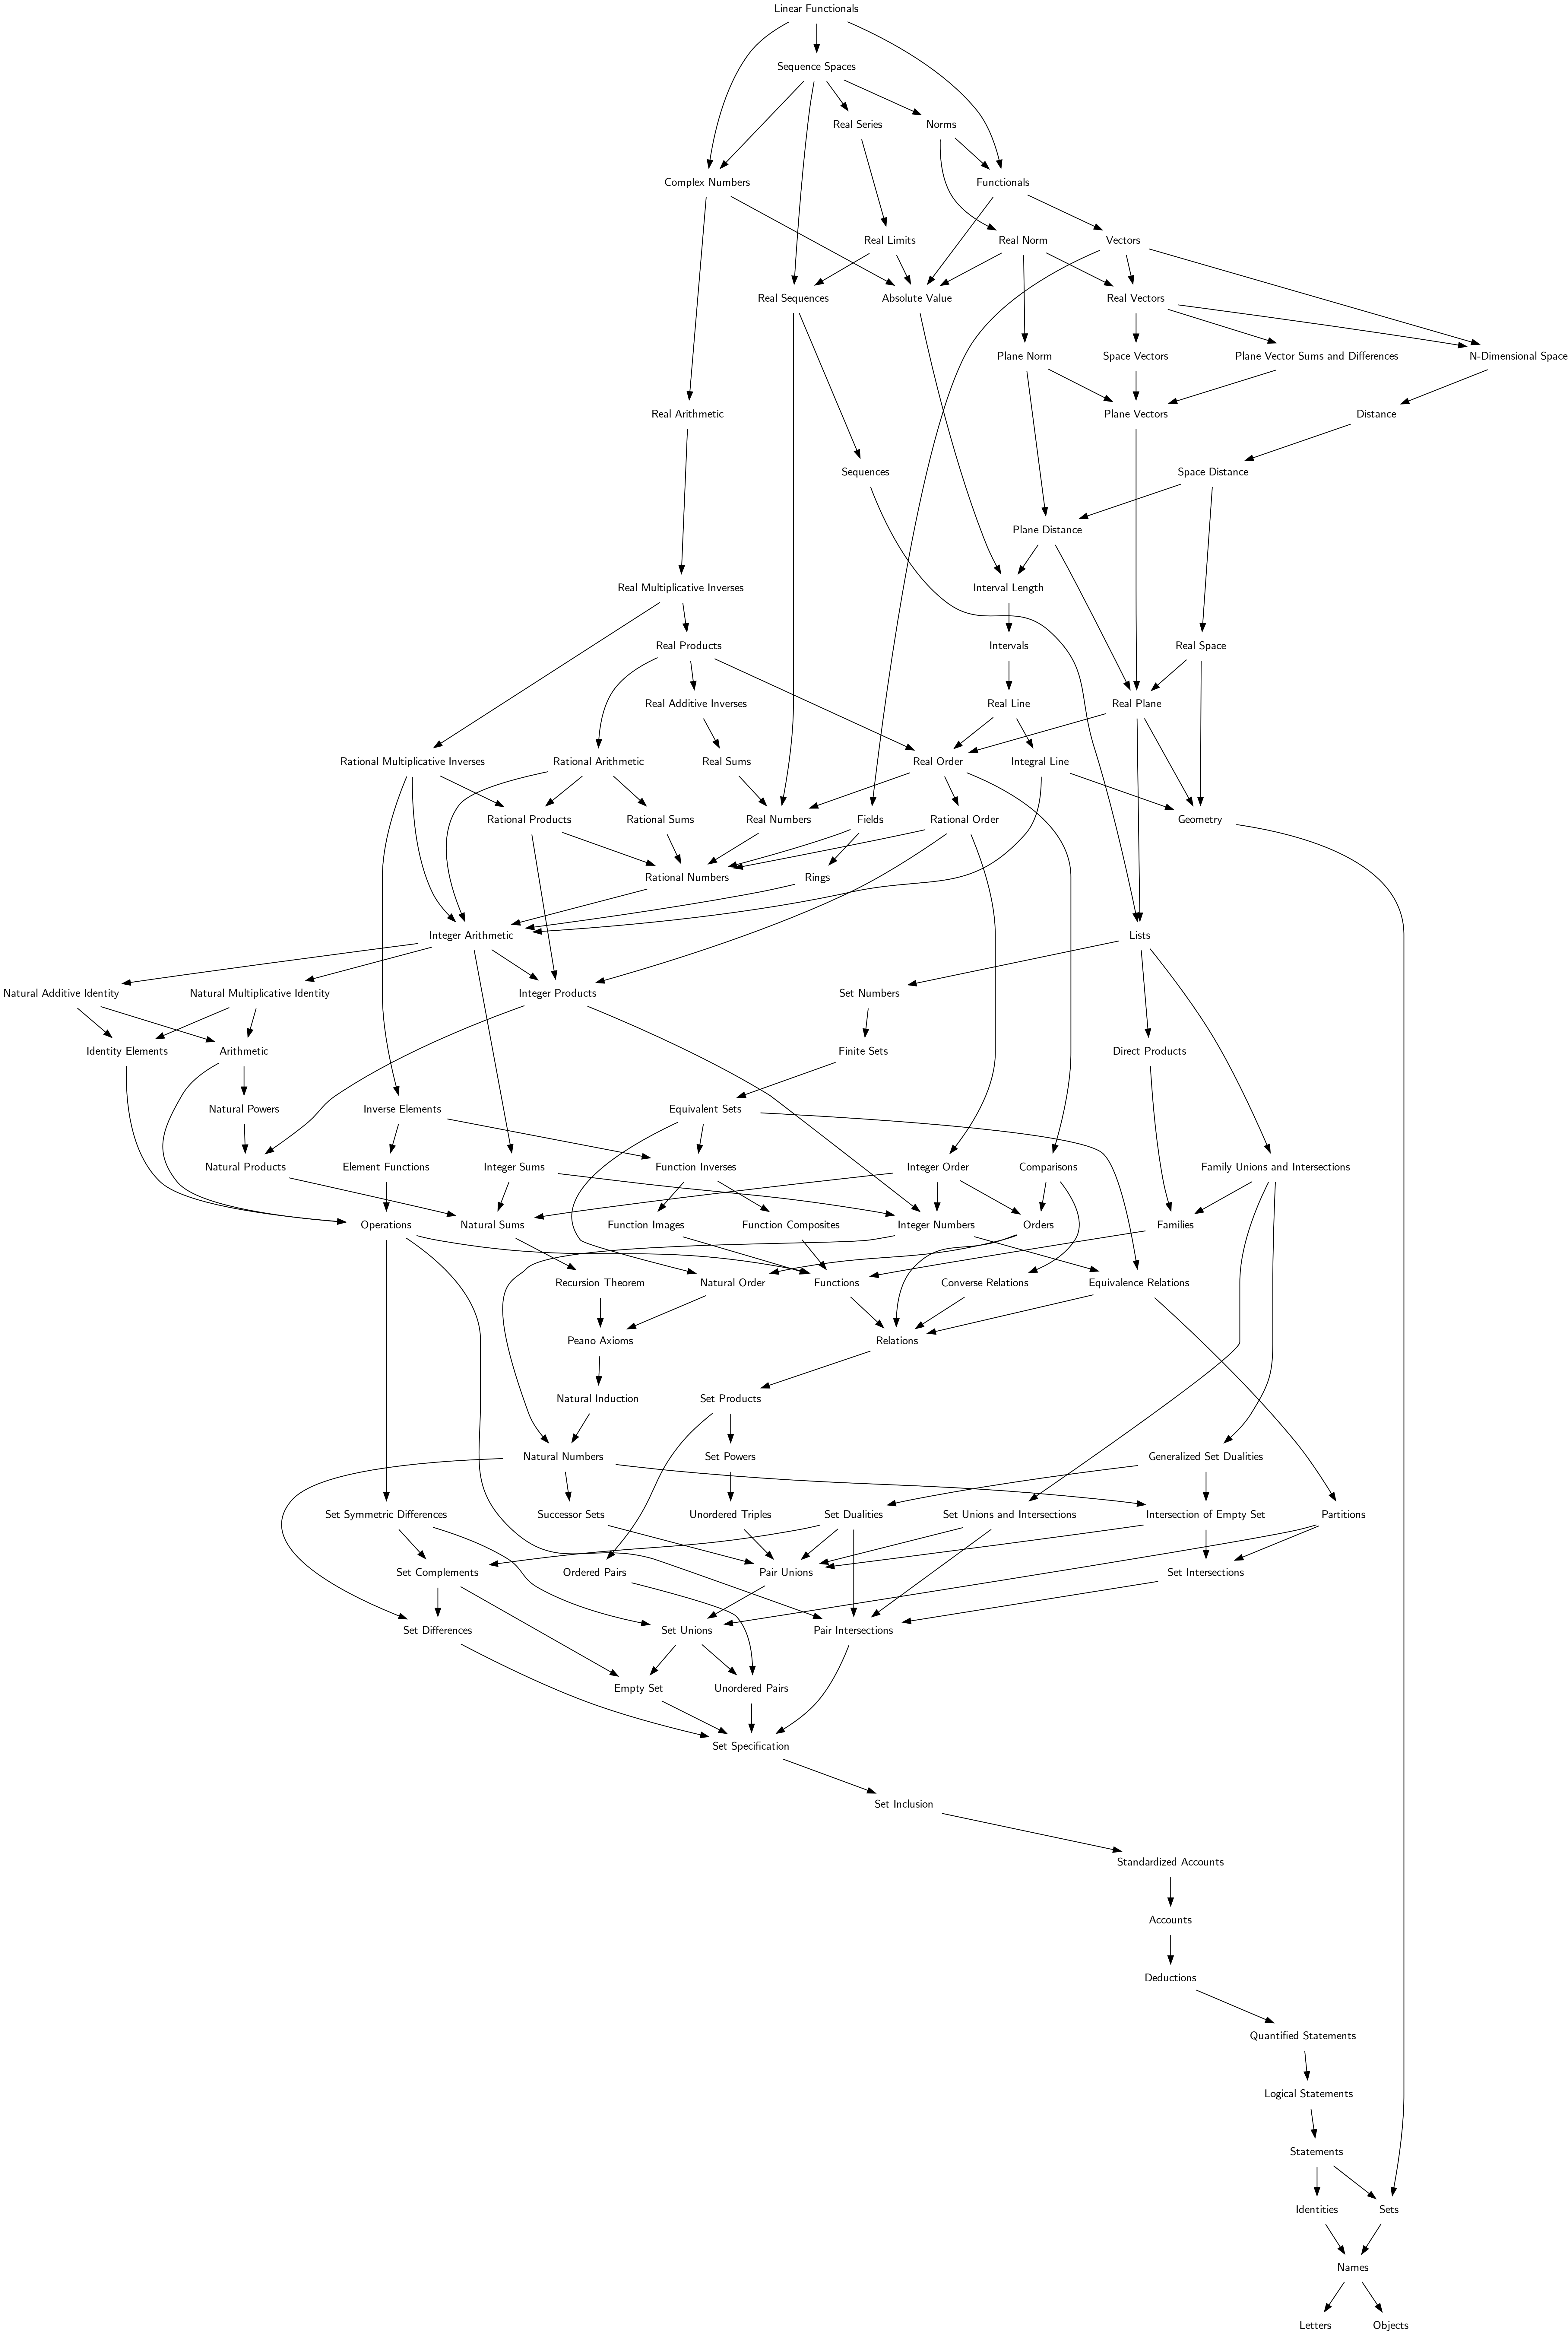 Linear Functionals
Sequence Spaces
Real Series
Norms
Complex Numbers
Functionals
Real Limits
Real Norm
Vectors
Real Sequences
Absolute Value
Real Vectors
Plane Norm
Space Vectors
Plane Vector Sums and Differences
N-Dimensional Space
Real Arithmetic
Plane Vectors
Distance
Sequences
Space Distance
Plane Distance
Real Multiplicative Inverses
Interval Length
Real Products
Intervals
Real Space
Real Additive Inverses
Real Line
Real Plane
Rational Multiplicative Inverses
Rational Arithmetic
Real Sums
Real Order
Integral Line
Rational Products
Rational Sums
Real Numbers
Fields
Rational Order
Geometry
Rational Numbers
Rings
Integer Arithmetic
Lists
Natural Additive Identity
Natural Multiplicative Identity
Integer Products
Set Numbers
Identity Elements
Arithmetic
Finite Sets
Direct Products
Natural Powers
Inverse Elements
Equivalent Sets
Natural Products
Element Functions
Integer Sums
Function Inverses
Integer Order
Comparisons
Family Unions and Intersections
Operations
Natural Sums
Function Images
Function Composites
Integer Numbers
Orders
Families
Recursion Theorem
Natural Order
Functions
Converse Relations
Equivalence Relations
Peano Axioms
Relations
Natural Induction
Set Products
Natural Numbers
Set Powers
Generalized Set Dualities
Set Symmetric Differences
Successor Sets
Unordered Triples
Set Dualities
Set Unions and Intersections
Intersection of Empty Set
Partitions
Set Complements
Ordered Pairs
Pair Unions
Set Intersections
Set Differences
Set Unions
Pair Intersections
Empty Set
Unordered Pairs
Set Specification
Set Inclusion
Standardized Accounts
Accounts
Deductions
Quantified Statements
Logical Statements
Statements
Identities
Sets
Names
Letters
Objects